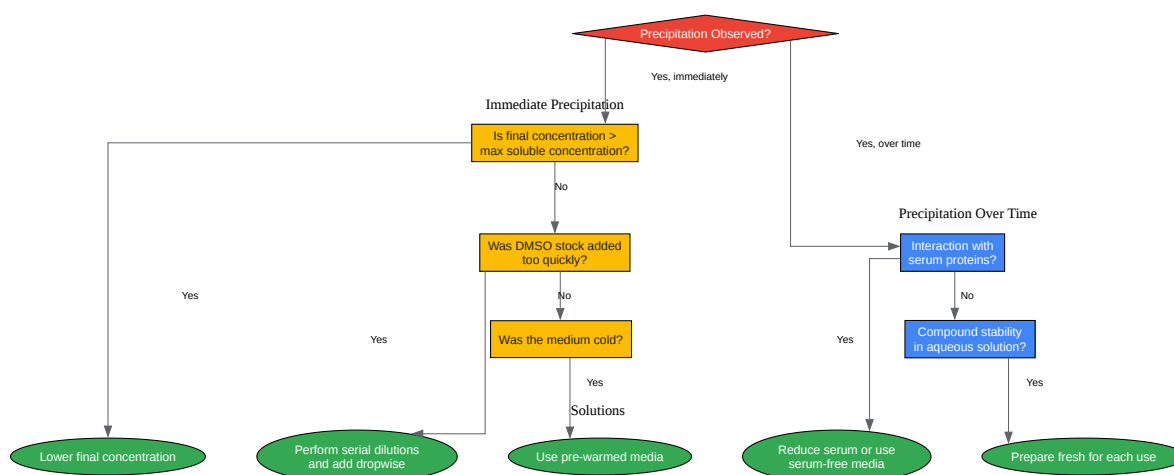 Precipitation Observed?
Yes, immediately
Immediate Precipitation
Is final concentration >
max soluble concentration?
Yes, over time
No
Precipitation Over Time
Was DMSO stock added
too quickly?
Interaction with
serum proteins?
Yes
No
No
Was the medium cold?
Compound stability
in aqueous solution?
Yes
Yes
Yes
Yes
Solutions
Lower final concentration
Perform serial dilutions
and add dropwise
Use pre-warmed media
Reduce serum or use
serum-free media
Prepare fresh for each use